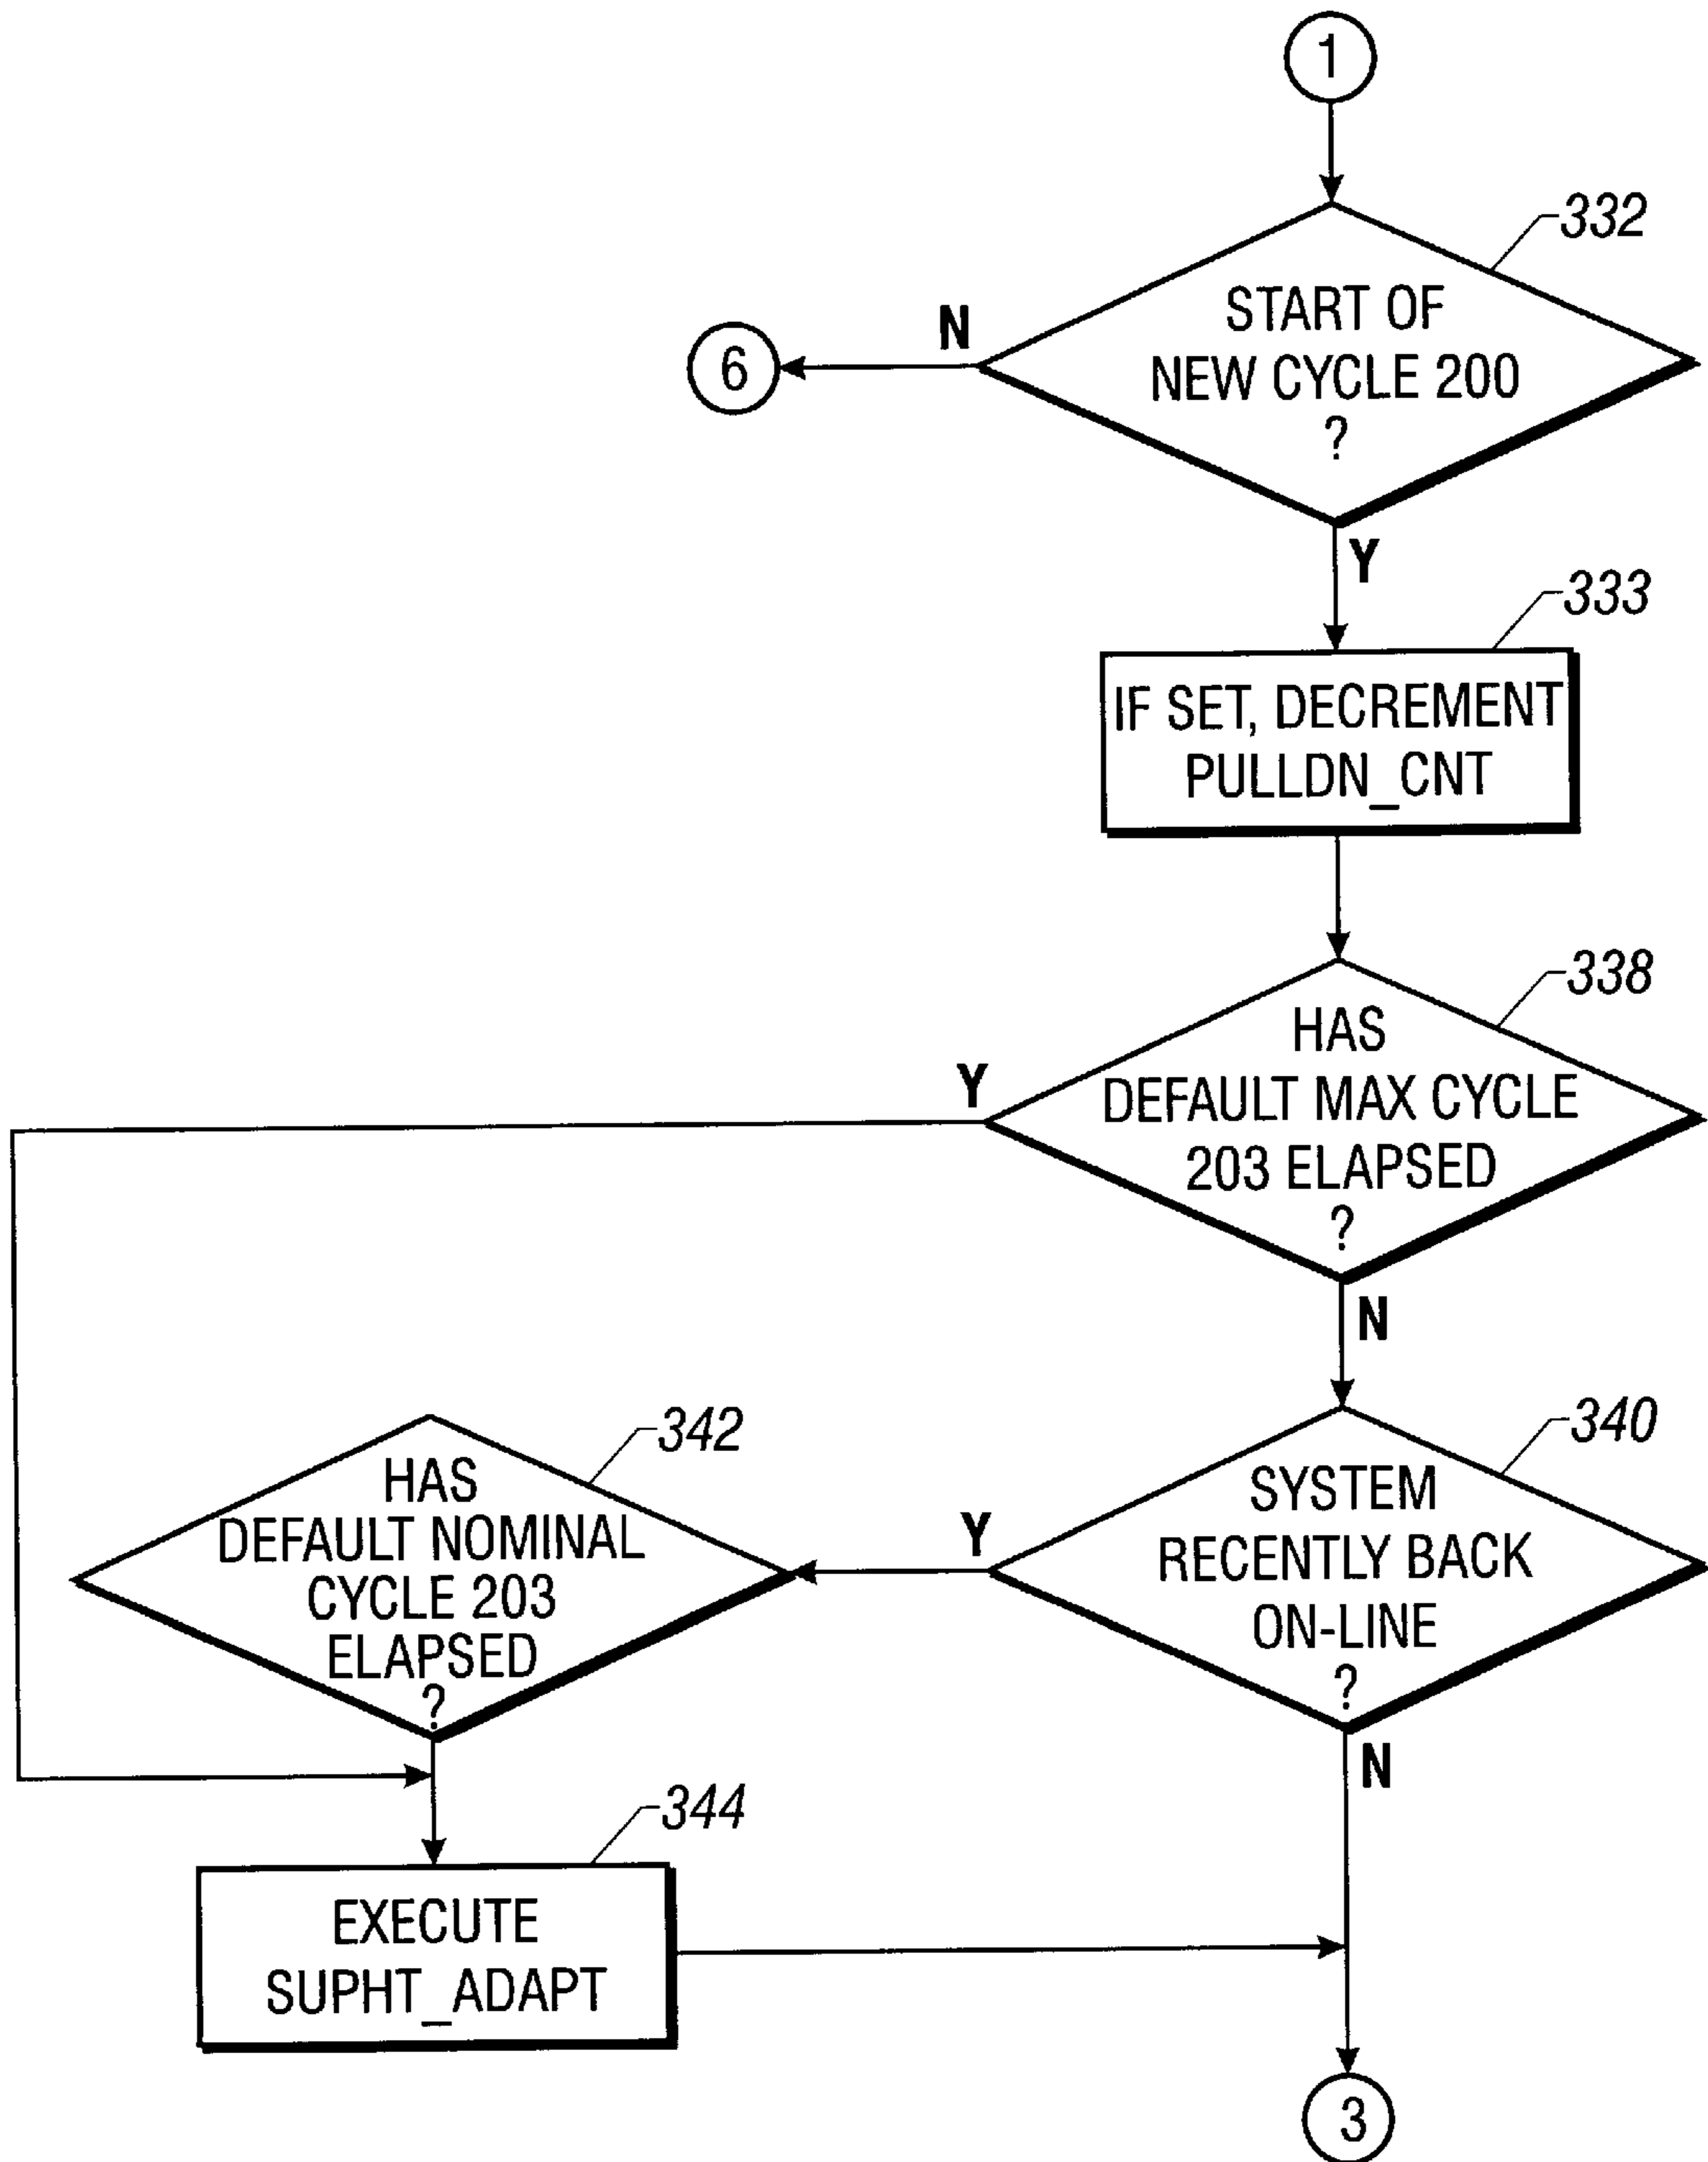 1
332
START OF
NEW CYCLE 200
?
N
6
Y
333
IF SET, DECREMENT
PULLDN_CNT
338
HAS
DEFAULT MAX CYCLE
203 ELAPSED
?
Y
N
340
SYSTEM
RECENTLY BACK
ON-LINE
?
Y
N
342
HAS
DEFAULT NOMINAL
CYCLE 203
ELAPSED
?
344
EXECUTE
SUPHT_ADAPT
3